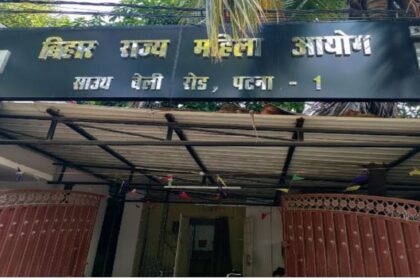 बिहार राज्य महिला आयोग
साउथ बेली रोड, पटना - 1